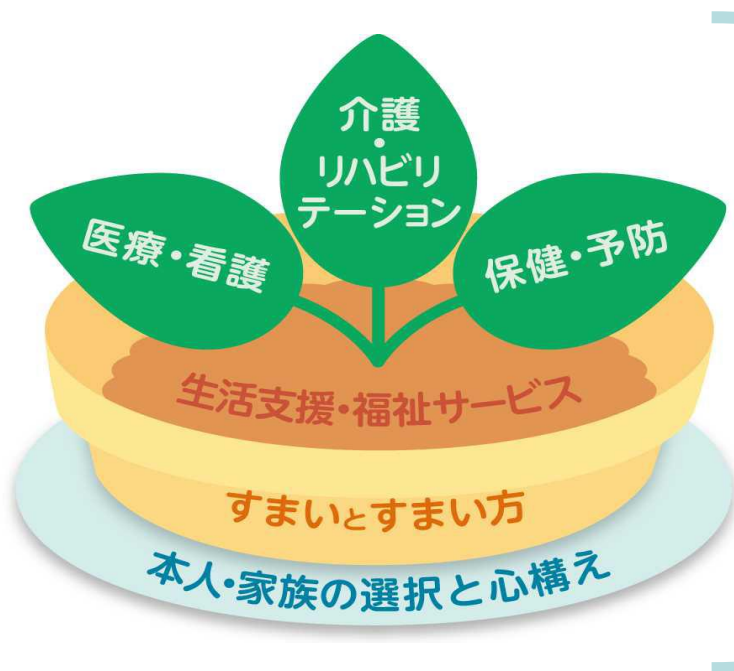 介護
・
リハビリ
テーション
医療・看護
保健・予防
生活支援・福祉サービス
すまいとすまい方
本人・家族の選択と心構え